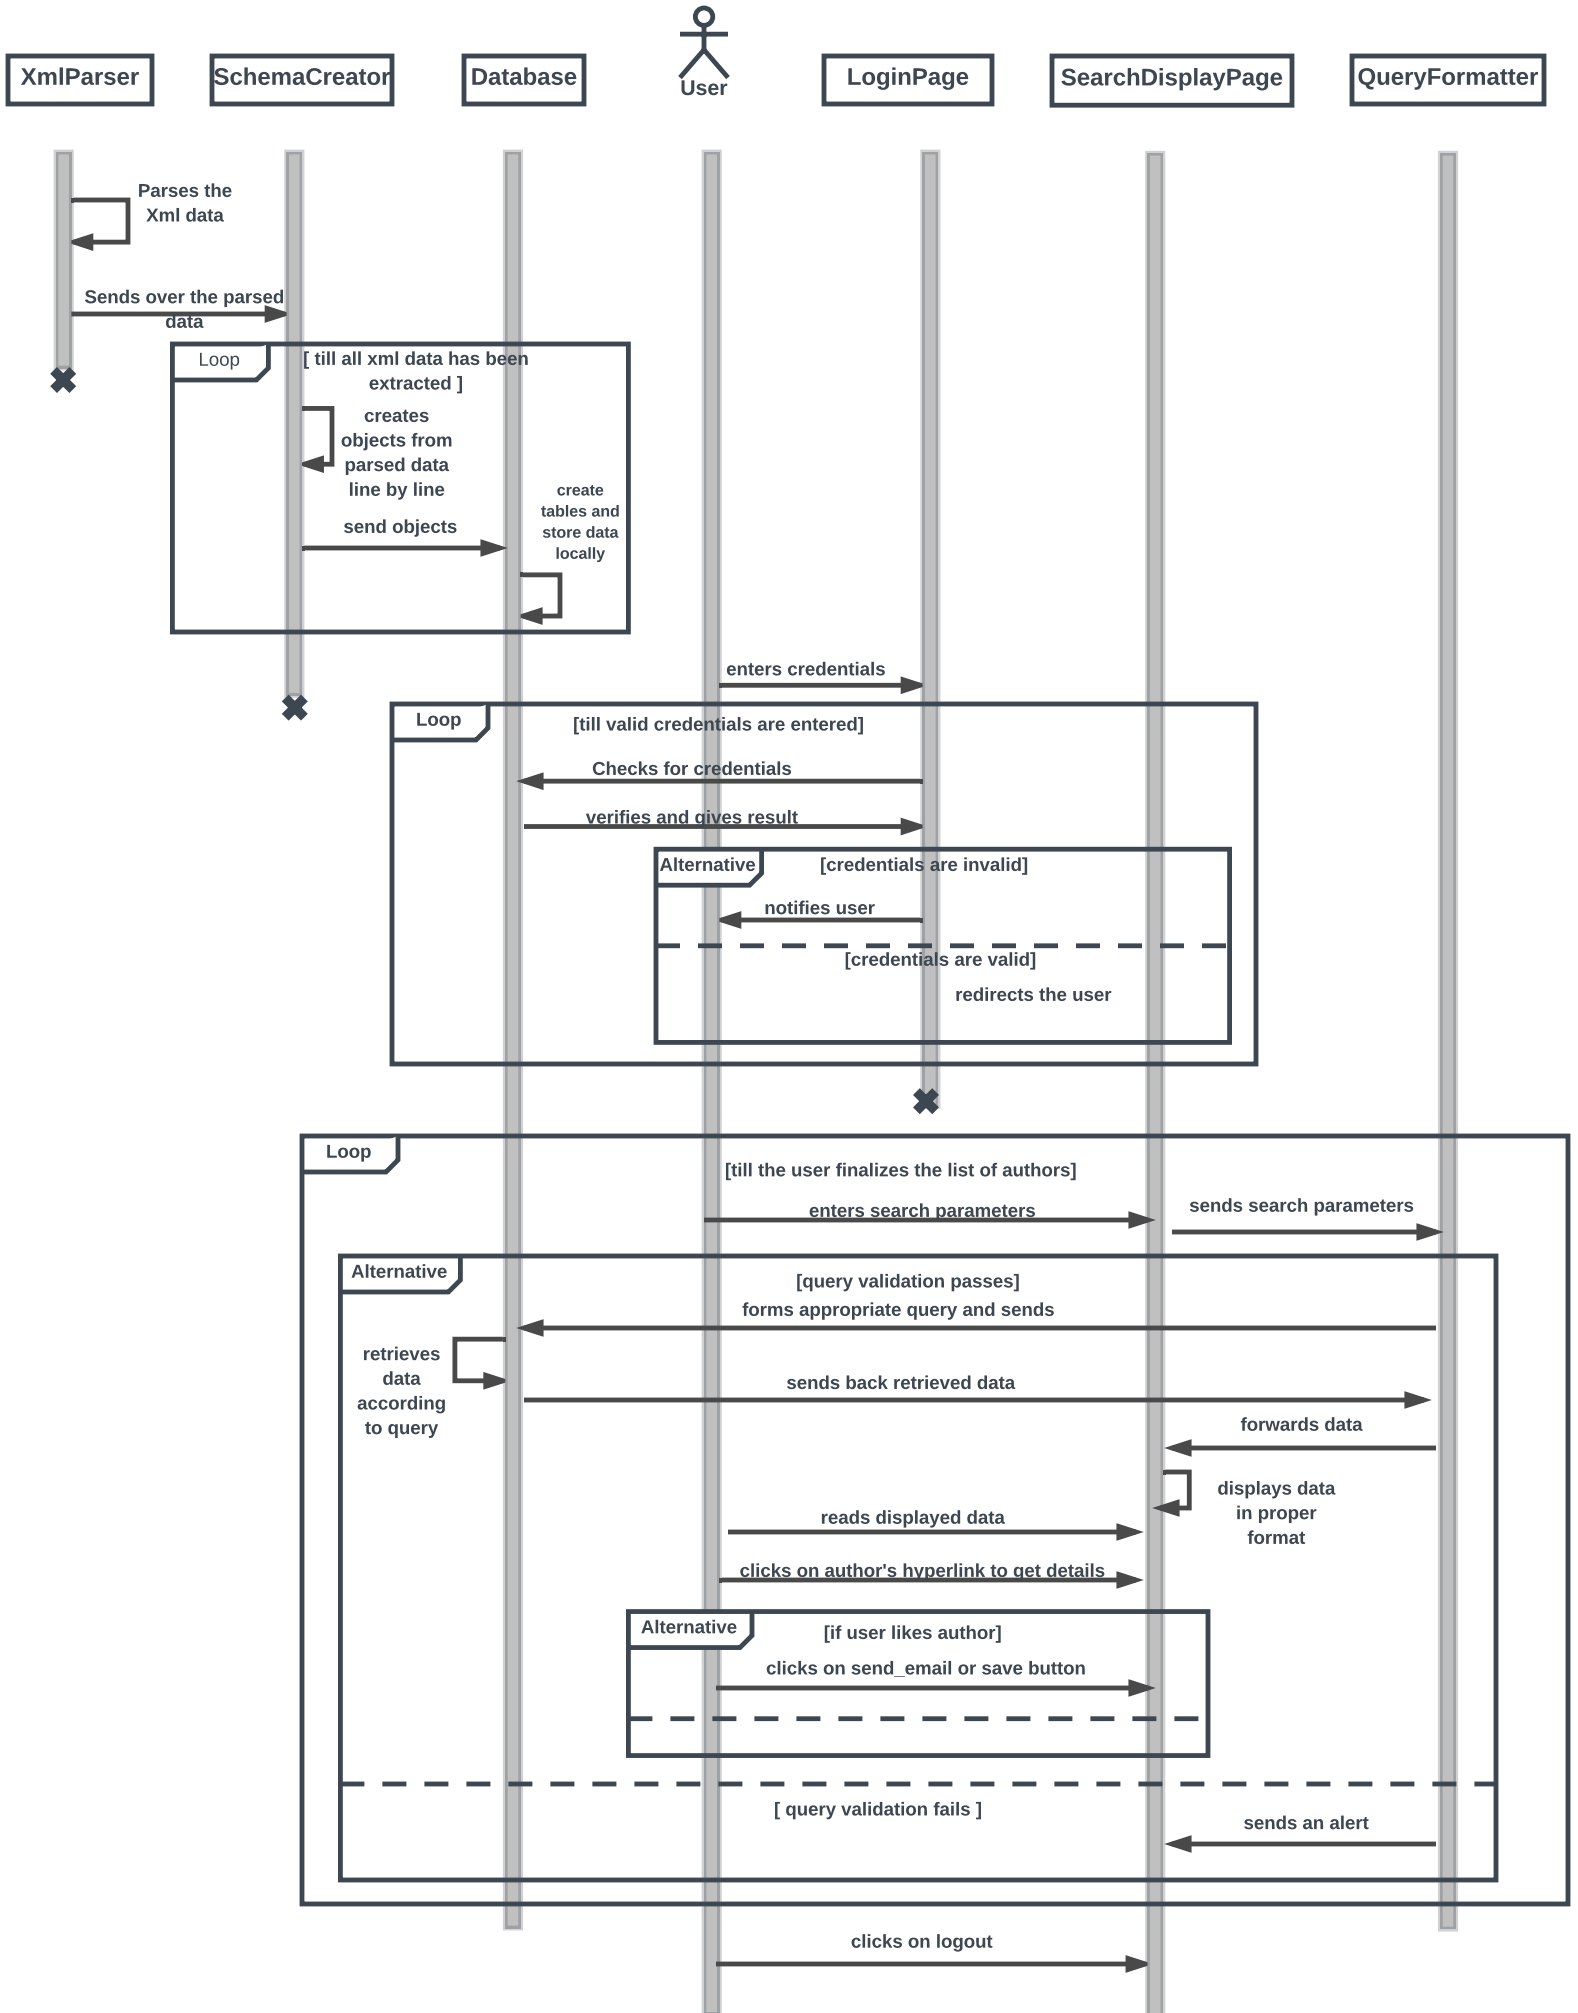 XmlParser
SchemaCreator
Database
User
LoginPage
SearchDisplayPage
QueryFormatter
Parses the
Xml data
Sends over the parsed
data
Loop
[ till all xml data has been
extracted ]
creates
objects from
parsed data
line by line
create
tables and
store data
locally
send objects
enters credentials
Loop
[till valid credentials are entered]
Checks for credentials
verifies and gives result
Alternative
[credentials are invalid]
notifies user
[credentials are valid]
redirects the user
Loop
[till the user finalizes the list of authors]
enters search parameters
sends search parameters
Alternative
[query validation passes]
forms appropriate query and sends
retrieves
data
according
to query
sends back retrieved data
forwards data
displays data
in proper
format
reads displayed data
clicks on author's hyperlink to get details
Alternative
[if user likes author]
clicks on send_email or save button
[ query validation fails ]
sends an alert
clicks on logout